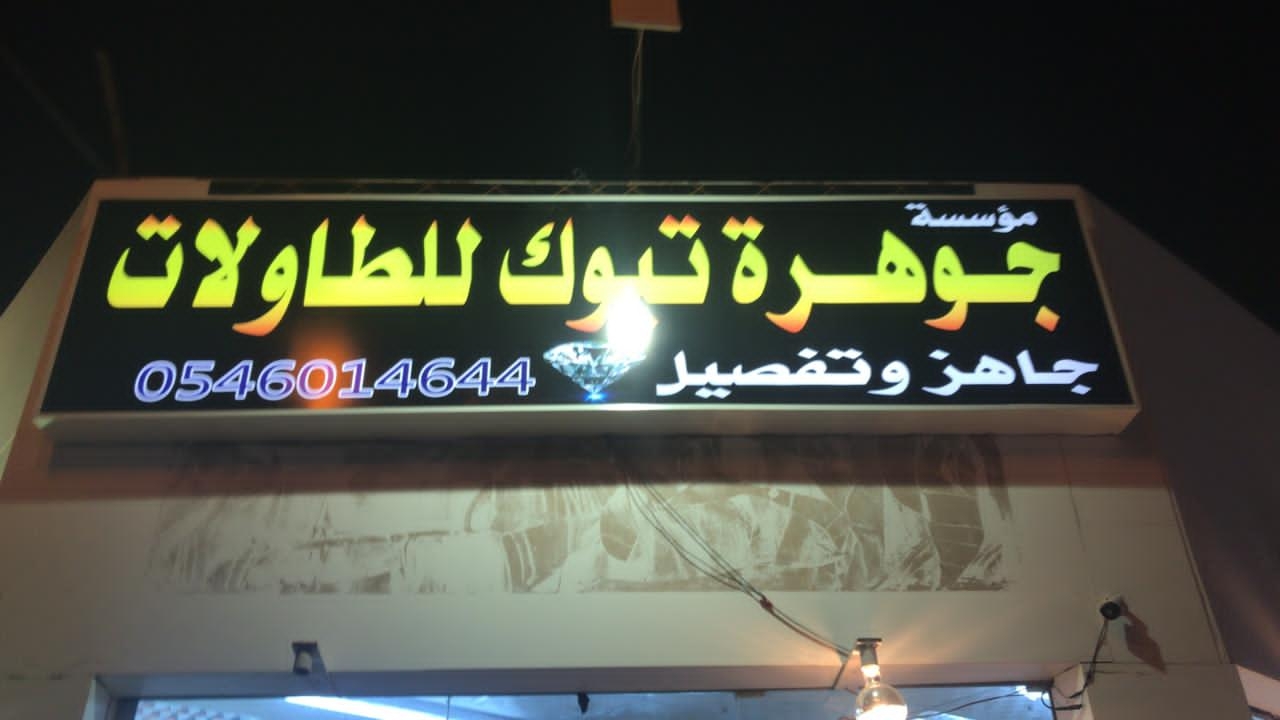 مؤسسة
جوهرة تبوك للطاولات
جاهز وتفصيل
0546014644